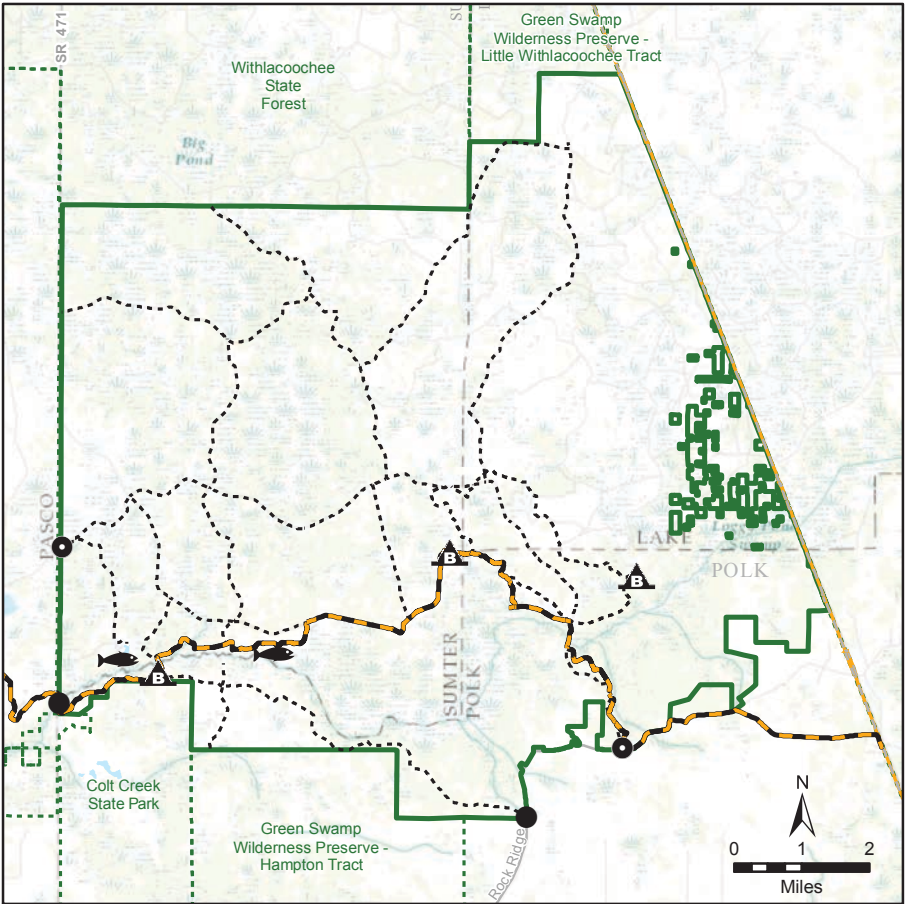 SR 471
SU
Green Swamp
Wilderness Preserve -
Little Withlacoochee Tract
Withlacoochee
State
Forest
Big
Pond
PASCO
LAKE
POLK
B
B
B
SUMTER
POLK
Colt Creek
State Park
Green Swamp
Wilderness Preserve -
Hampton Tract
Rock Ridge
N
0 1 2
Miles